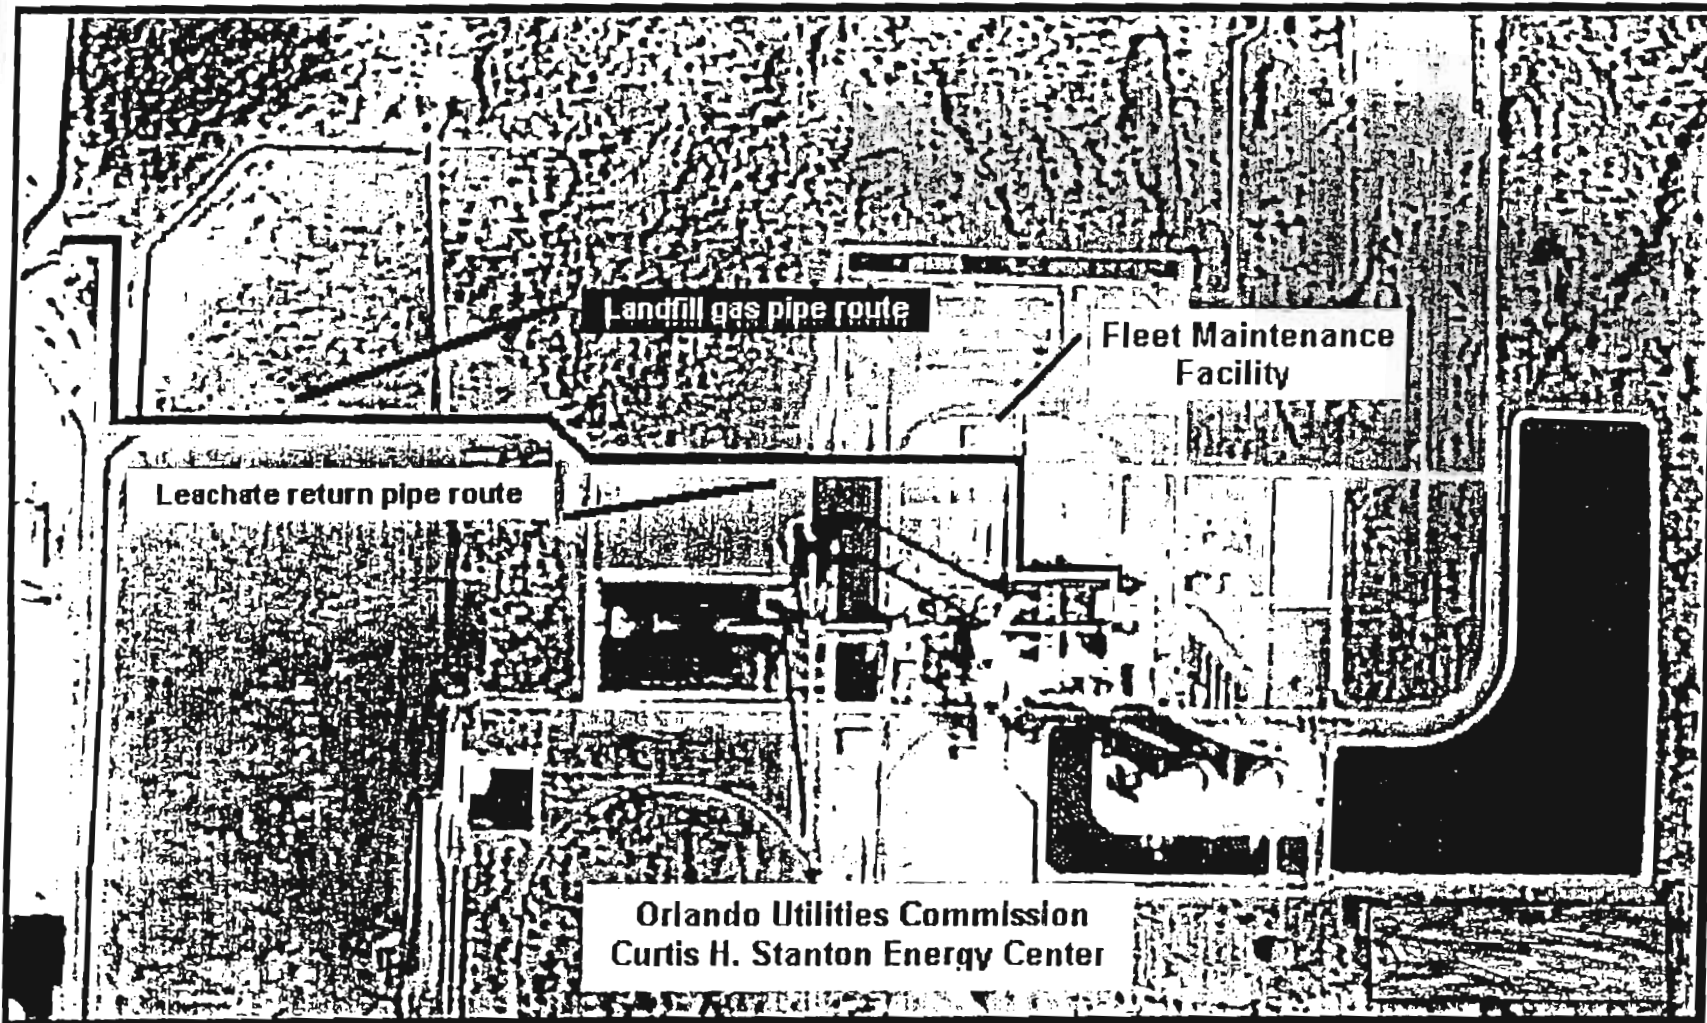 Landfill gas pipe route
Fleet Maintenance
Facility
Leachate return pipe route
Orlando Utilities Commission
Curtis H. Stanton Energy Center